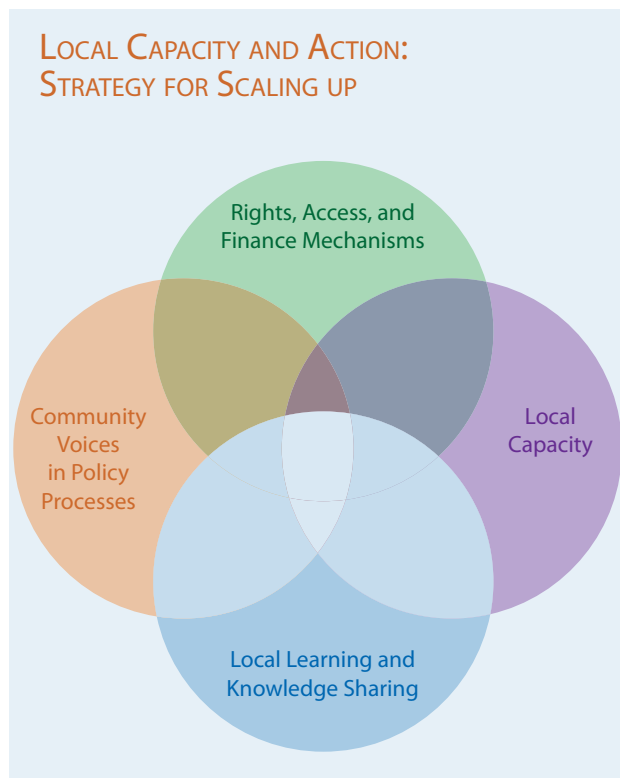 Local Capacity and Action:
Strategy for Scaling up
Rights, Access, and
Finance Mechanisms
Community
Voices
in Policy
Processes
Local
Capacity
Local Learning and
Knowledge Sharing